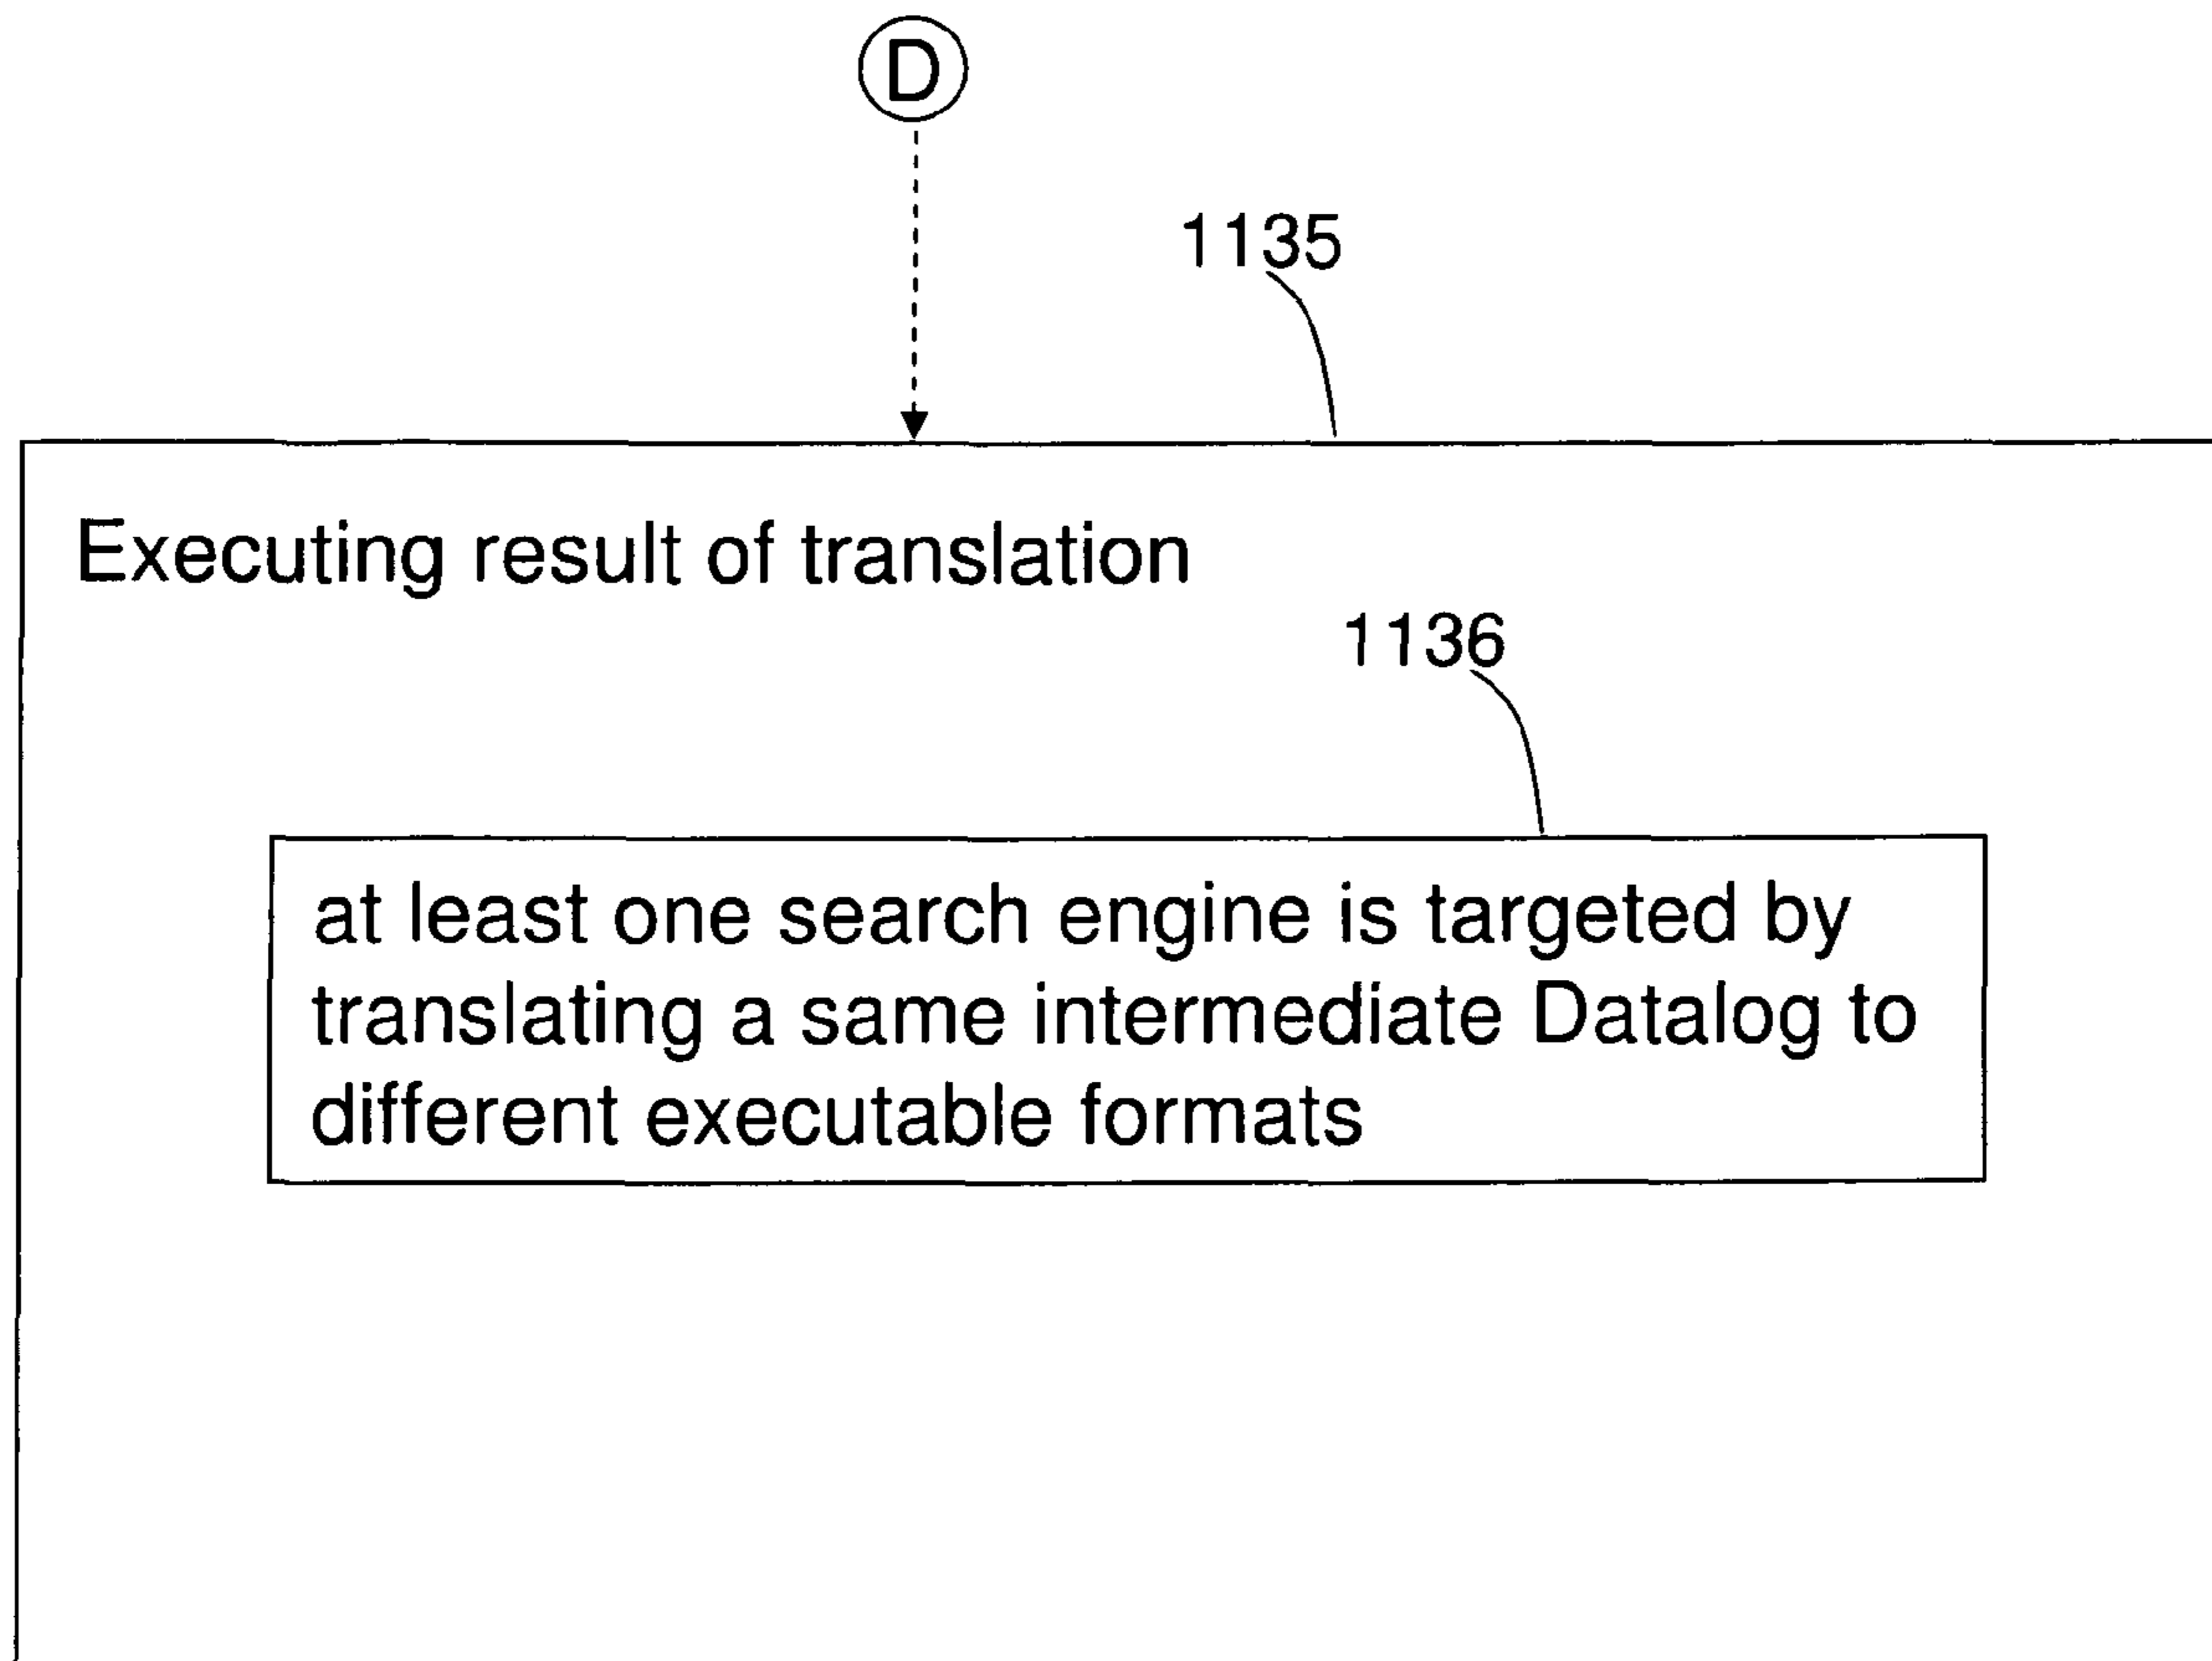 D
1135
Executing result of translation
1136
at least one search engine is targeted by
translating a same intermediate Datalog to
different executable formats